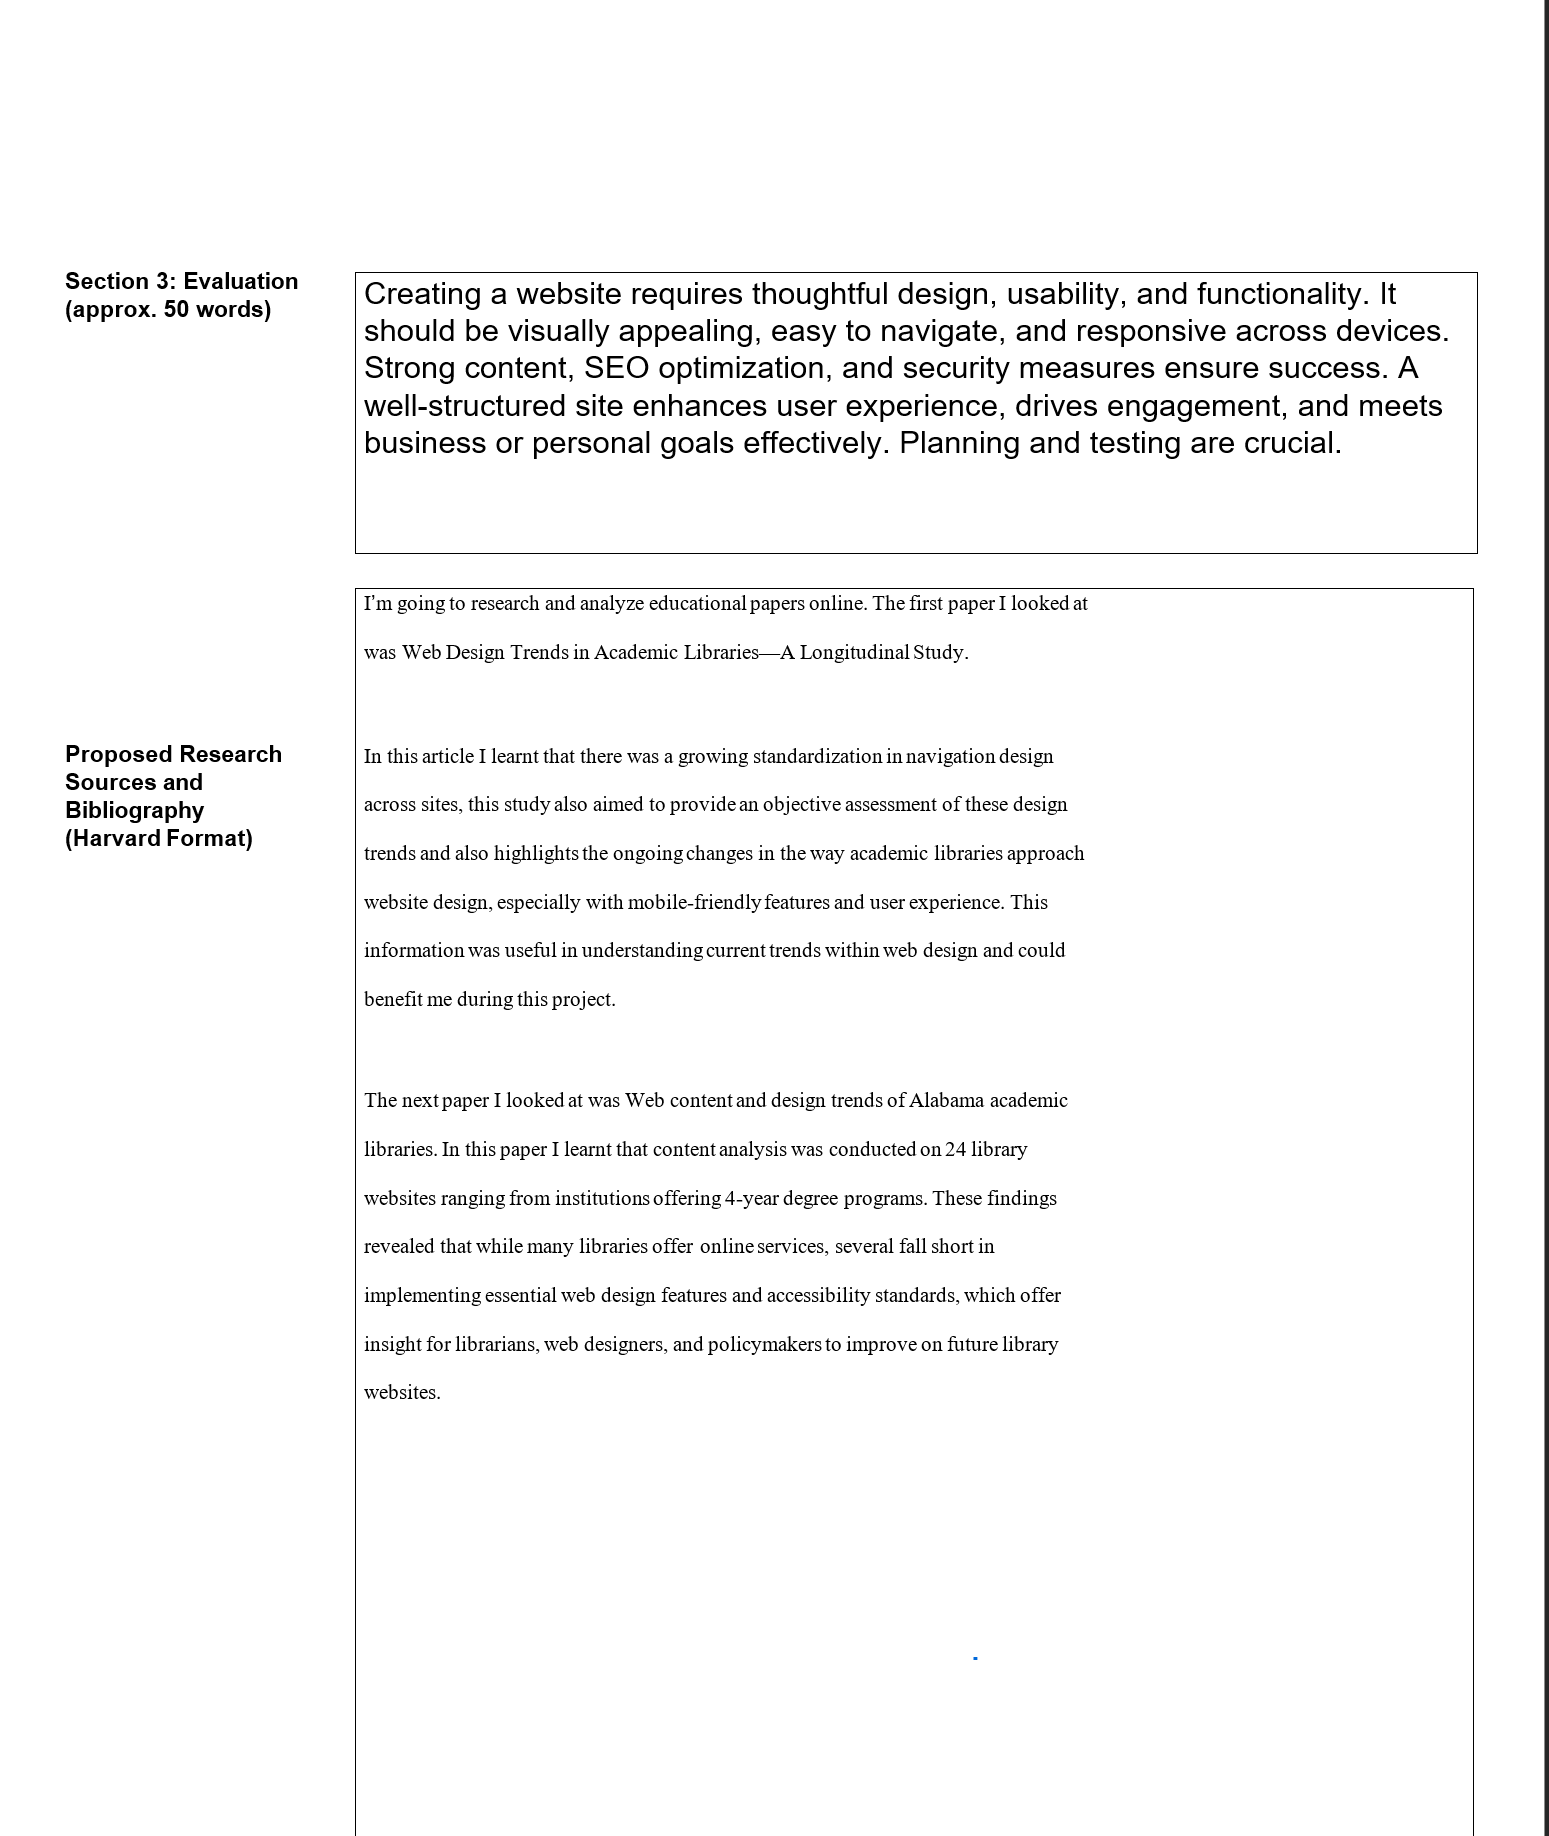 Section 3: Evaluation
(approx. 50 words)
Creating a website requires thoughtful design, usability, and functionality. It
should be visually appealing, easy to navigate, and responsive across devices.
Strong content, SEO optimization, and security measures ensure success. A
well-structured site enhances user experience, drives engagement, and meets
business or personal goals effectively. Planning and testing are crucial.
Proposed Research
Sources and
Bibliography
(Harvard Format)
I'm going to research and analyze educational papers online. The first paper I looked at
was Web Design Trends in Academic Libraries—A Longitudinal Study.
In this article I learnt that there was a growing standardization in navigation design
across sites, this study also aimed to provide an objective assessment of these design
trends and also highlights the ongoing changes in the way academic libraries approach
website design, especially with mobile-friendly features and user experience. This
information was useful in understanding current trends within web design and could
benefit me during this project.
The next paper I looked at was Web content and design trends of Alabama academic
libraries. In this paper I learnt that content analysis was conducted on 24 library
websites ranging from institutions offering 4-year degree programs. These findings
revealed that while many libraries offer online services, several fall short in
implementing essential web design features and accessibility standards, which offer
insight for librarians, web designers, and policymakers to improve on future library
websites.